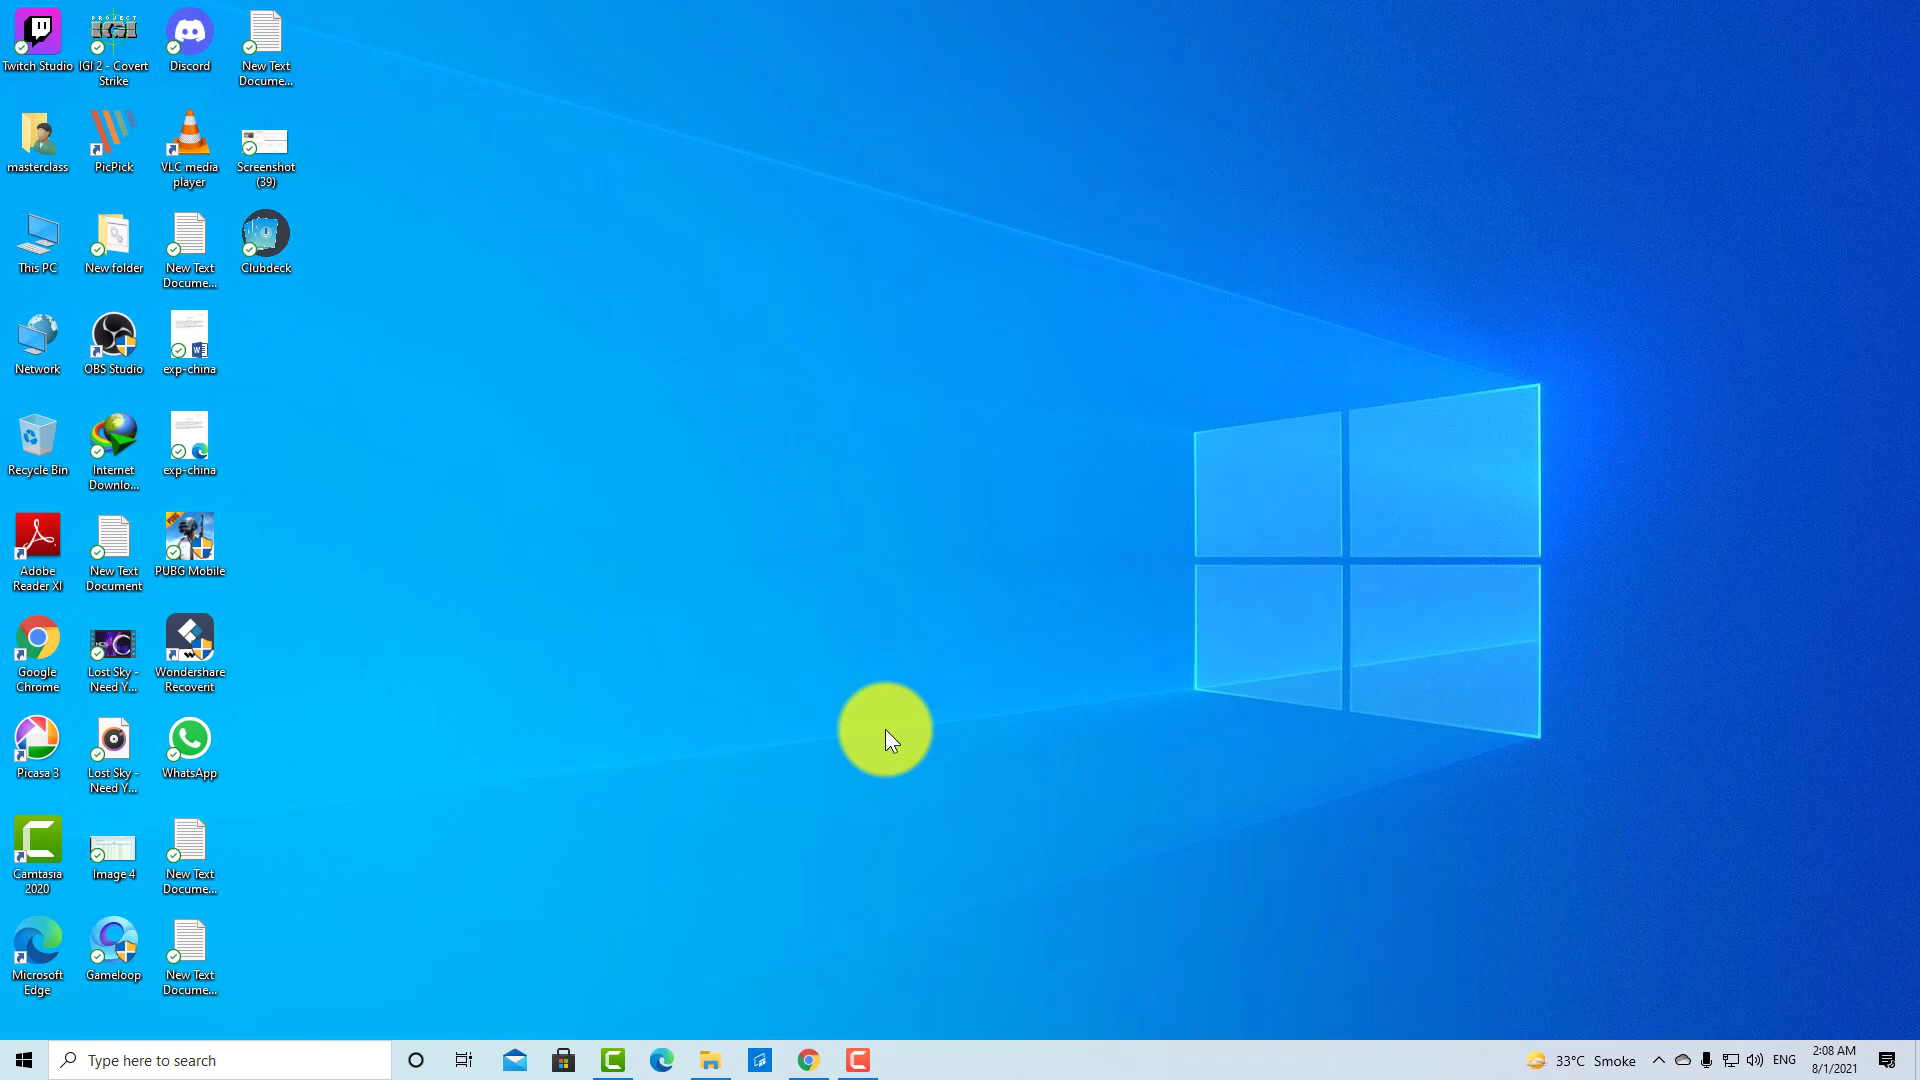 Twitch Studio
PROJECT
IGI
IGI 2 - Covert
Strike
Discord
New Text
Docume...
masterclass
PicPick
VLC media
player
Screenshot
(39)
This PC
New folder
New Text
Docume...
Clubdeck
Network
OBS Studio
exp-china
Recycle Bin
Internet
Downlo...
exp-china
Adobe
Reader XI
New Text
Document
PUBG
PUBG Mobile
Google
Chrome
Lost Sky -
Need Y...
Wondershare
Recoverit
Picasa 3
Lost Sky -
Need Y...
WhatsApp
Camtasia
2020
Image 4
New Text
Docume...
Microsoft
Edge
Gameloop
New Text
Docume...
Type here to search
33°C Smoke
ENG
2:08 AM
8/1/2021